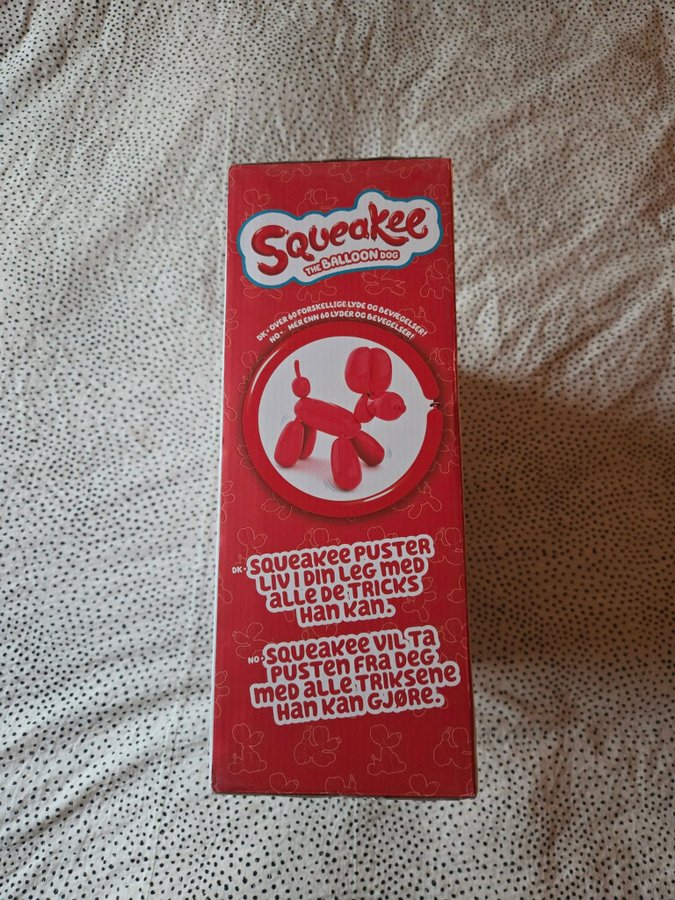 Squeakee™
THE BALLOON DOG
DK - OVER 60 FORSKELLIGE LYDE OG BEVÆGELSER!
NO - MER ENN 60 LYDER OG BEVEGELSER!
DK - SQUEAKEE PUSTER
LIV I DIN LEG MED
ALLE DE TRICKS
HAN KAN.
NO - SQUEAKEE VIL TA
PUSTEN FRA DEG,
MED ALLE TRIKSENE
HAN KAN GJØRE.